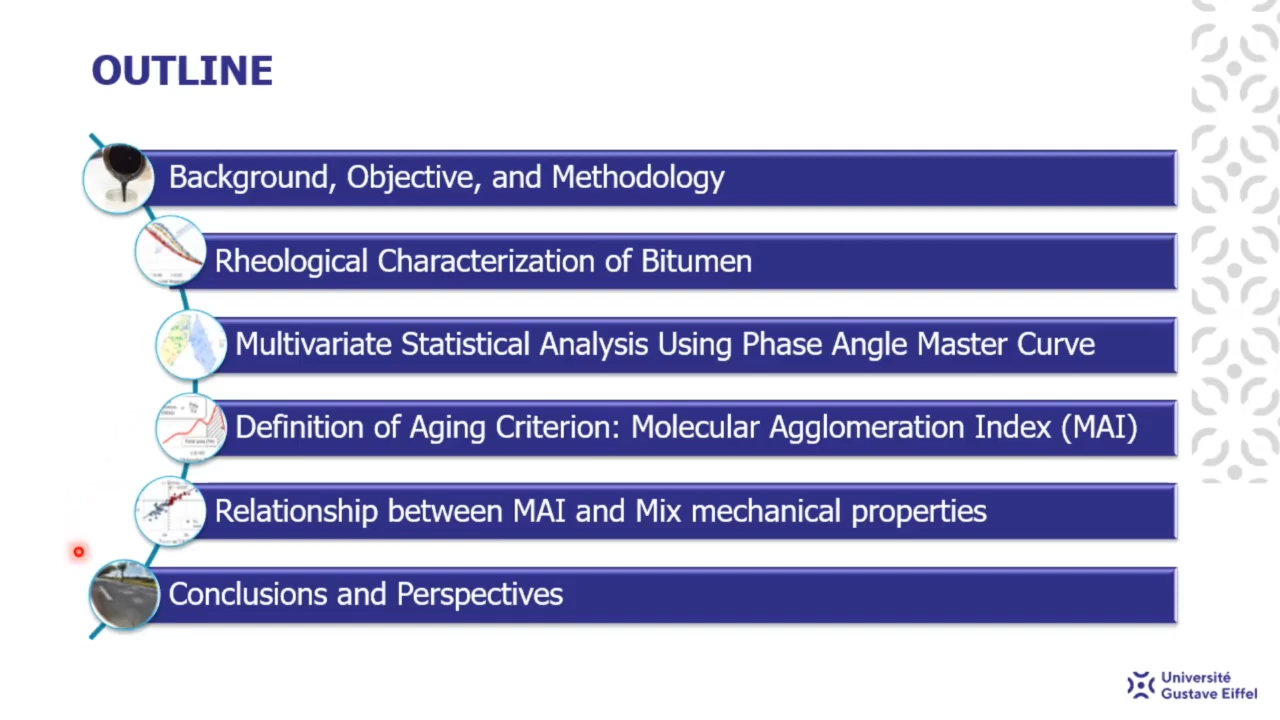 OUTLINE
Background, Objective, and Methodology
Rheological Characterization of Bitumen
Multivariate Statistical Analysis Using Phase Angle Master Curve
Definition of Aging Criterion: Molecular Agglomeration Index (MAI)
Relationship between MAI and Mix mechanical properties
Conclusions and Perspectives
Université
Gustave Eiffel